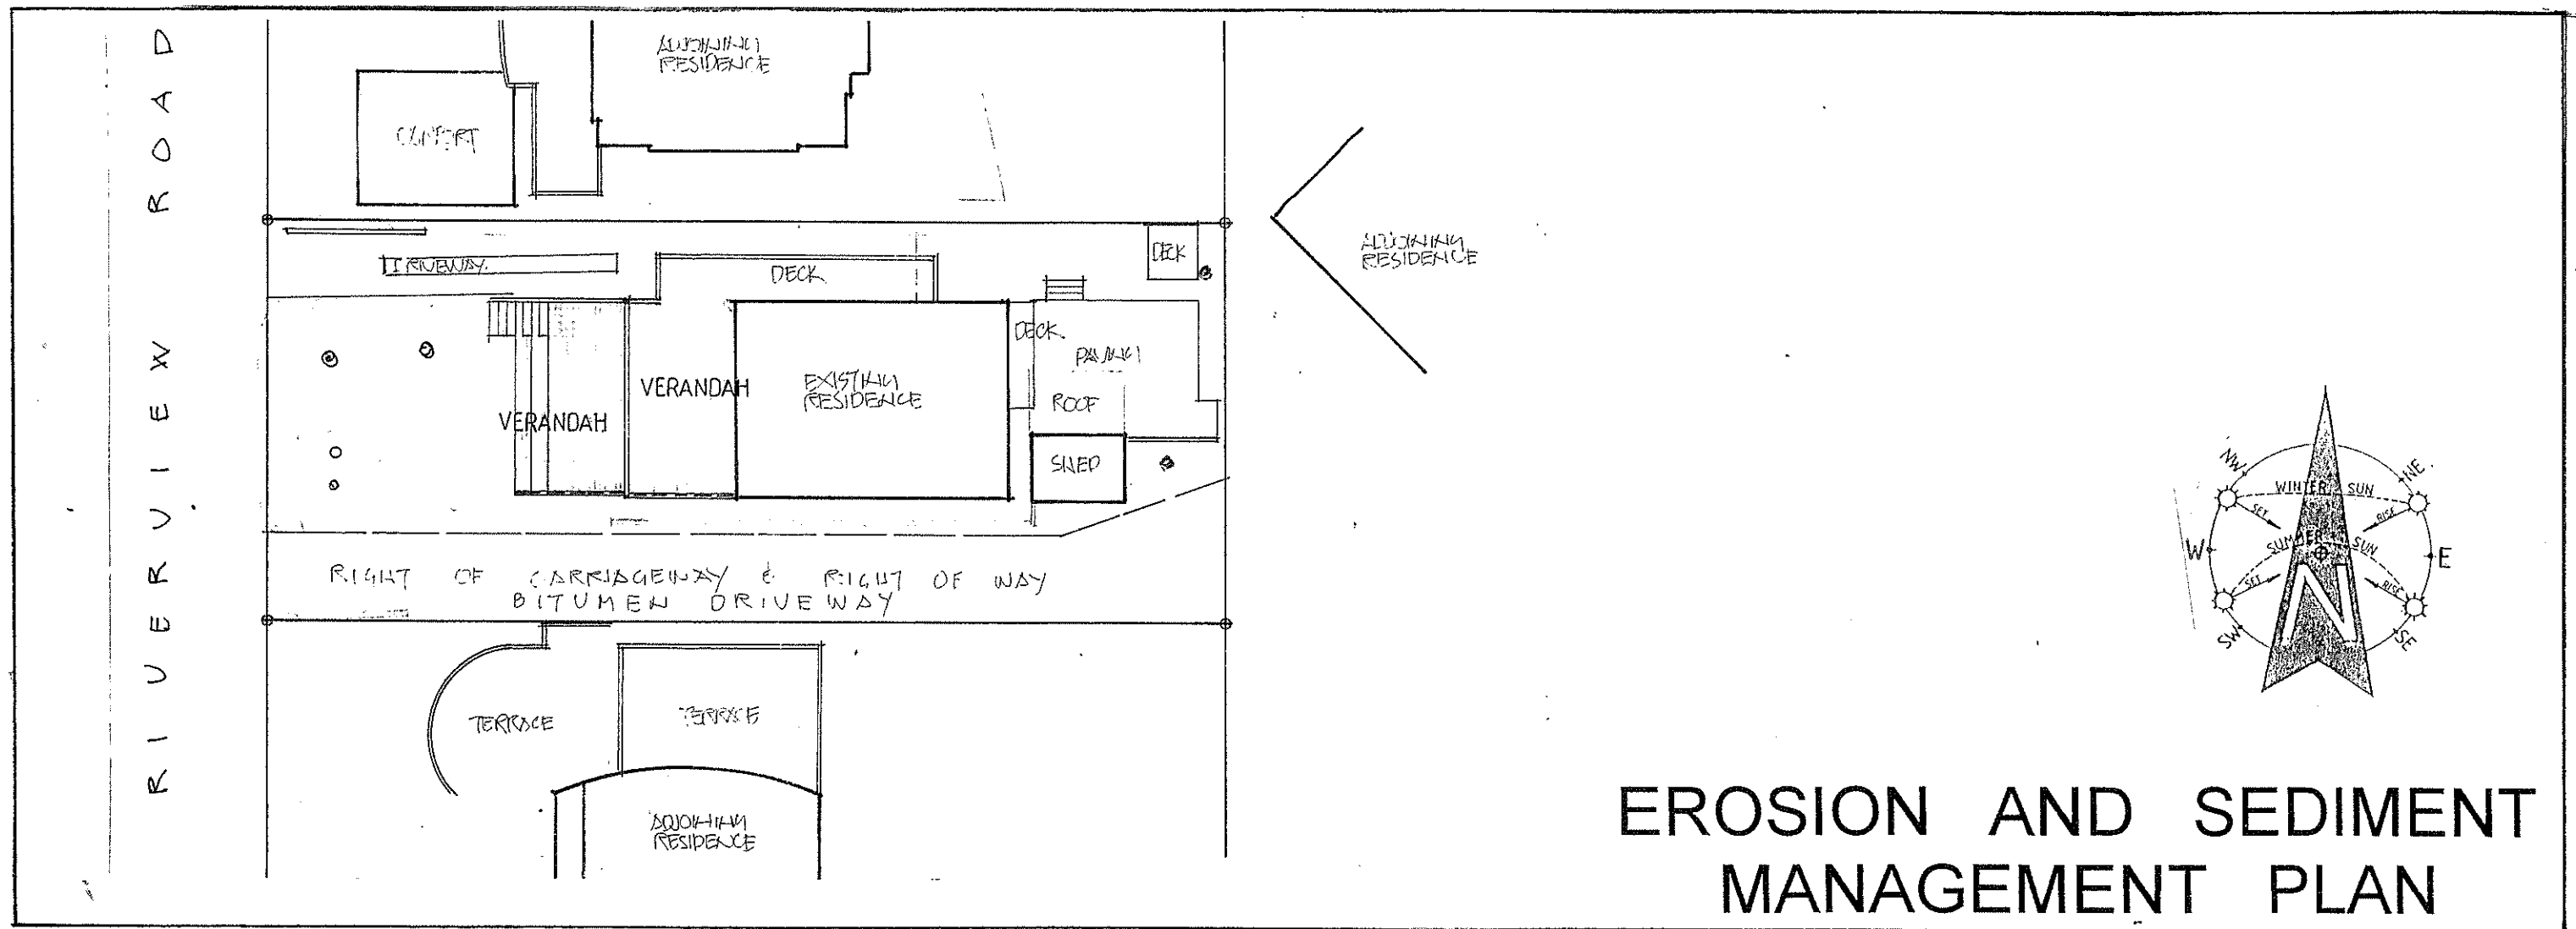 RIVERVIEW ROAD
ADJOINING
RESIDENCE
CARPORT
DRIVEWAY
DECK
DECK
DECK
PAVING
ROOF
SHED
VERANDAH
VERANDAH
EXISTING
RESIDENCE
ADJOINING
RESIDENCE
RIGHT OF CARRIAGEWAY & RIGHT OF WAY
BITUMEN DRIVEWAY
TERRACE
TERRACE
ADJOINING
RESIDENCE
NW
NE
WINTER SUN
SET
RISE
SUMMER SUN
W
E
SET
RISE
N
SW
SE
EROSION AND SEDIMENT
MANAGEMENT PLAN